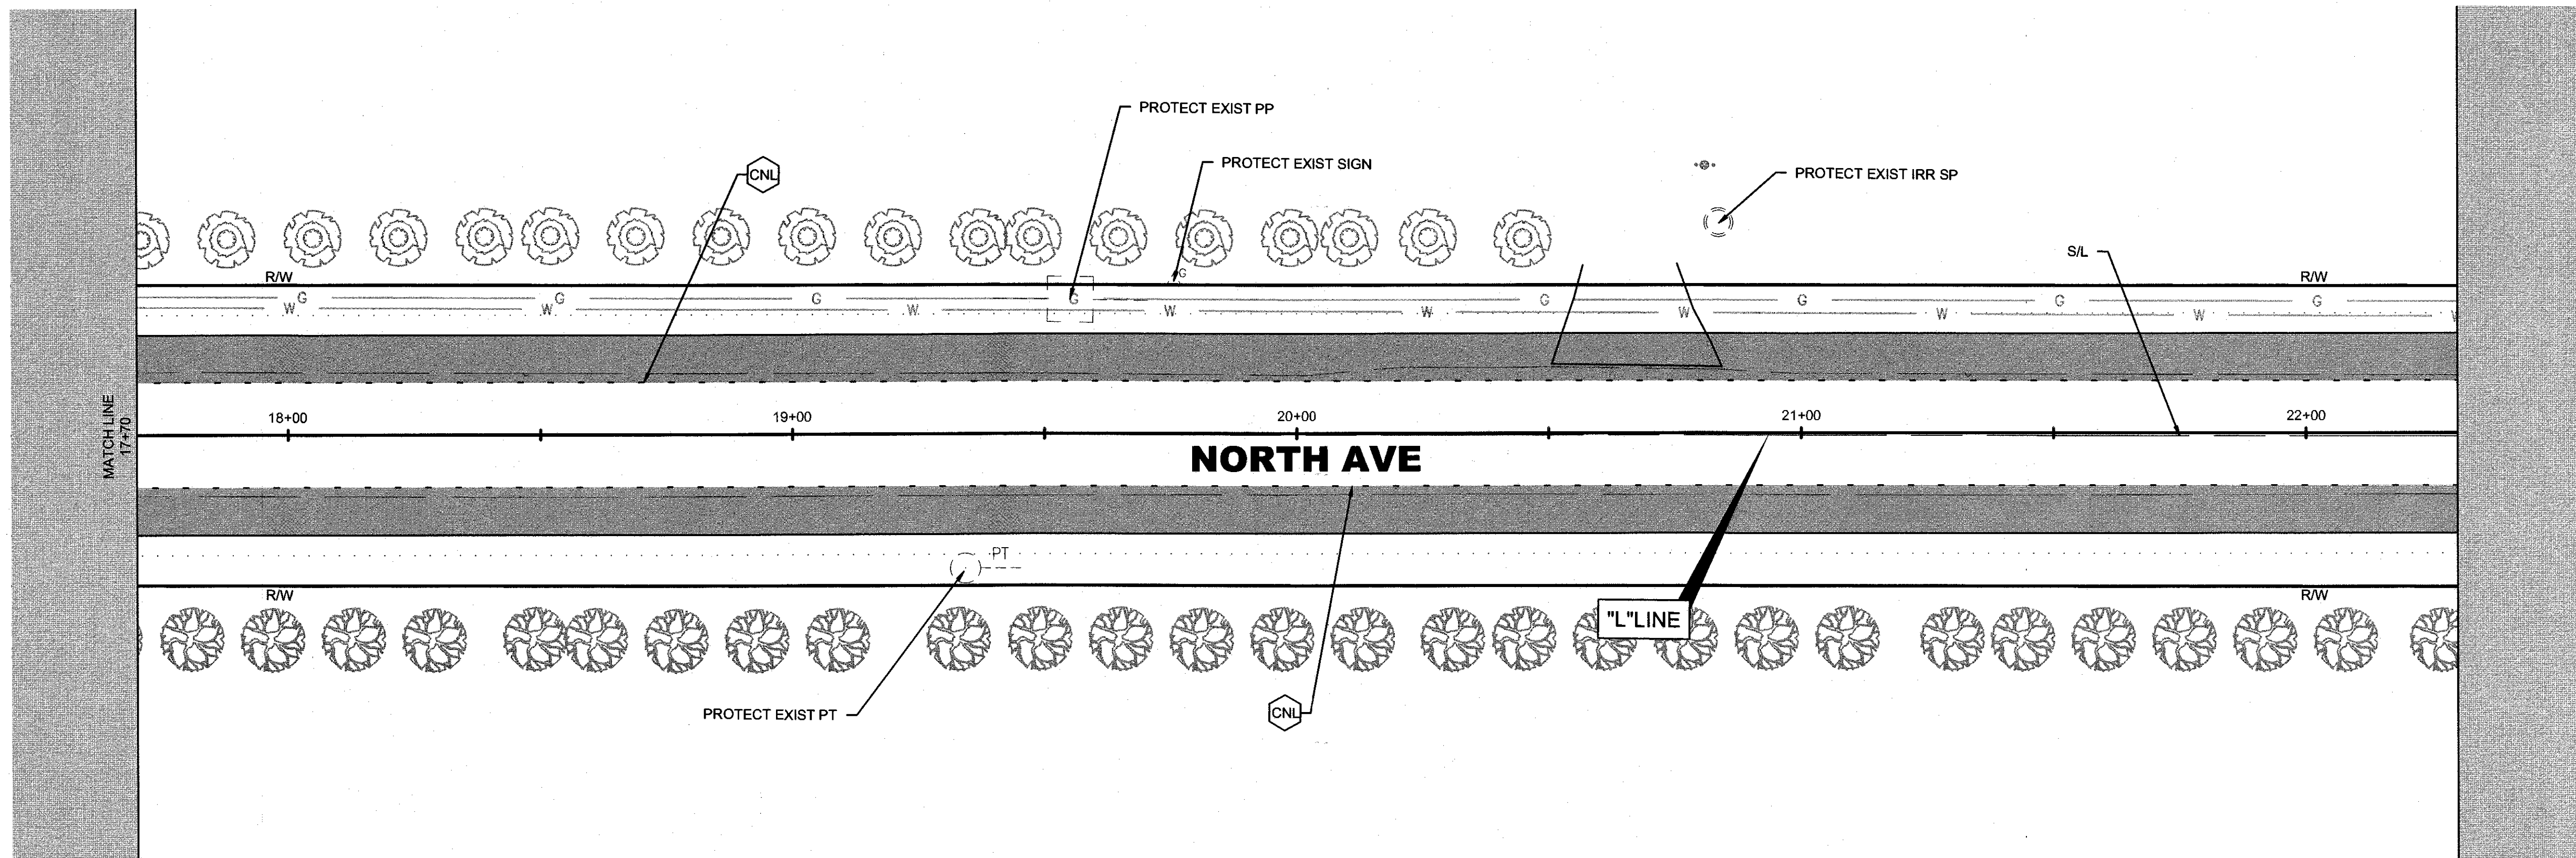 PROTECT EXIST PP
PROTECT EXIST SIGN
CNL
PROTECT EXIST IRR SP
S/L
R/W
R/W
G
G
G
G
G
G
G
G
G
W
W
W
W
W
W
W
W
W
MATCH LINE
17+70
18+00
19+00
20+00
21+00
22+00
NORTH AVE
PT
R/W
R/W
"L"LINE
PROTECT EXIST PT
CNL